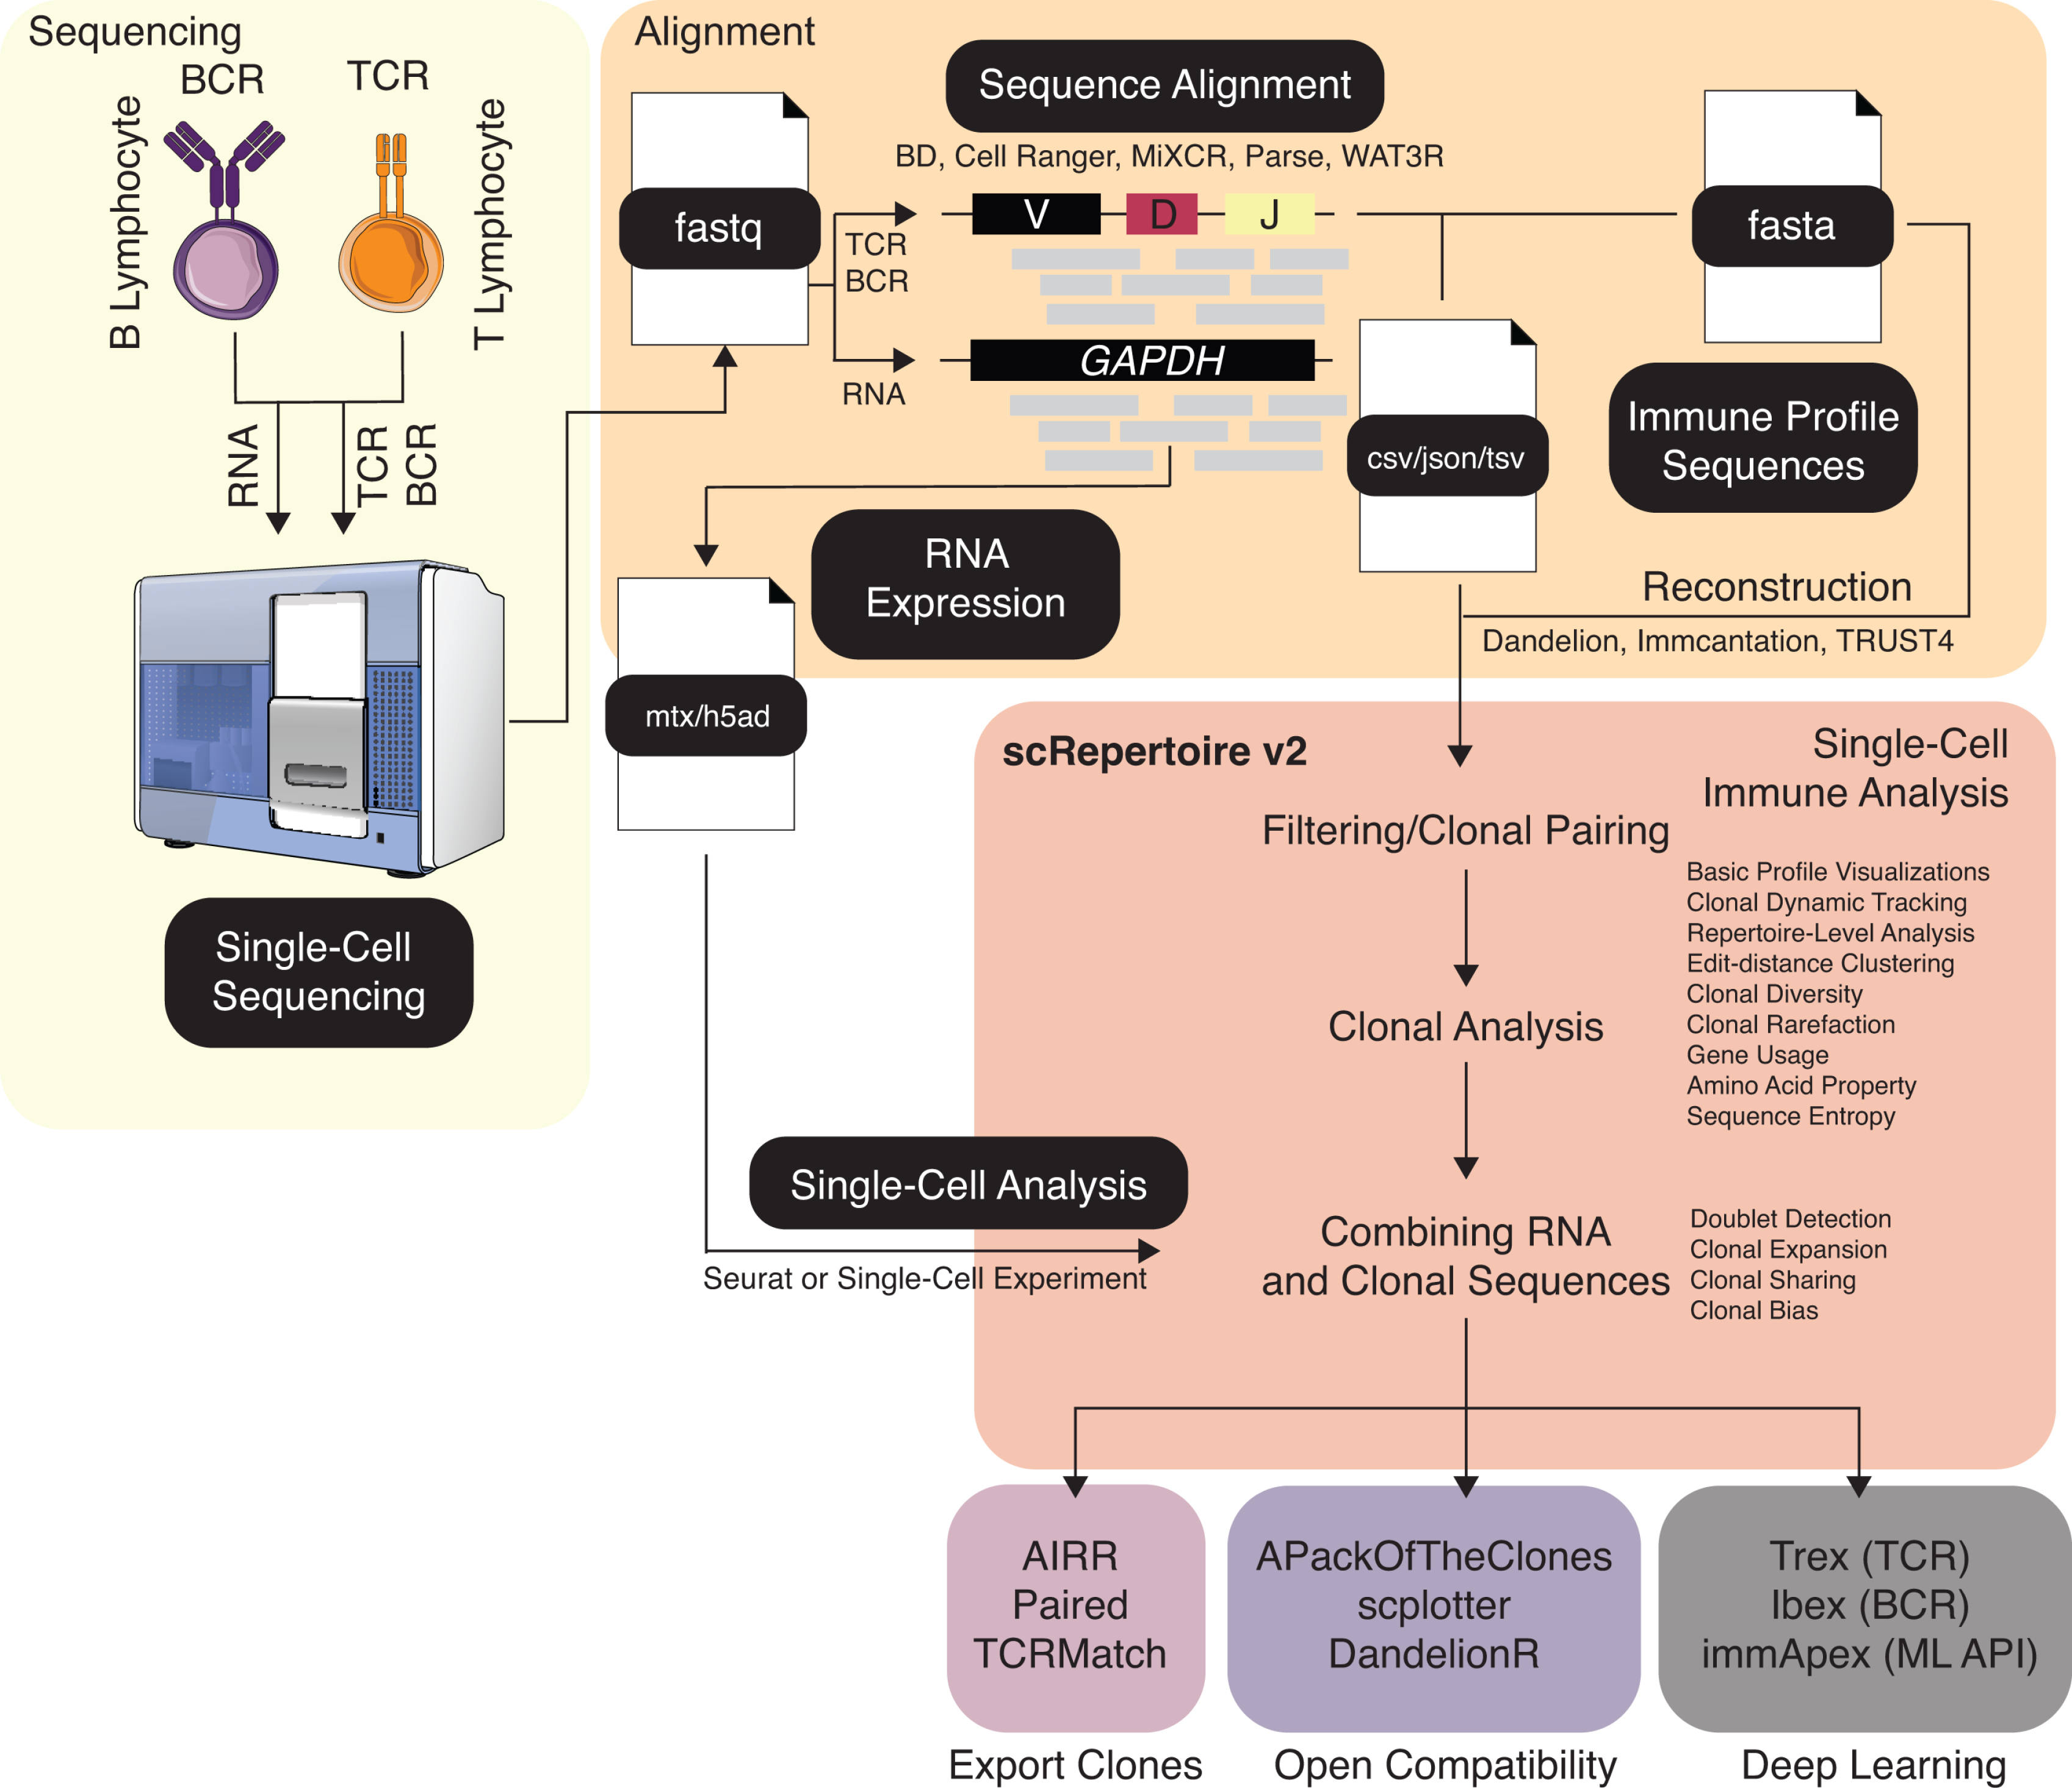 Sequencing
BCR
TCR
B Lymphocyte
T Lymphocyte
RNA
TCR
BCR
Single-Cell
Sequencing
Alignment
Sequence Alignment
BD, Cell Ranger, MiXCR, Parse, WAT3R
fastq
TCR
BCR
V
D
J
RNA
GAPDH
fasta
Immune Profile
Sequences
csv/json/tsv
RNA
Expression
Reconstruction
Dandelion, Immcantation, TRUST4
mtx/h5ad
scRepertoire v2
Single-Cell
Immune Analysis
Filtering/Clonal Pairing
Basic Profile Visualizations
Clonal Dynamic Tracking
Repertoire-Level Analysis
Edit-distance Clustering
Clonal Diversity
Clonal Rarefaction
Gene Usage
Amino Acid Property
Sequence Entropy
Clonal Analysis
Single-Cell Analysis
Seurat or Single-Cell Experiment
Combining RNA
and Clonal Sequences
Doublet Detection
Clonal Expansion
Clonal Sharing
Clonal Bias
AIRR
Paired
TCRMatch
Export Clones
APackOfTheClones
scplotter
DandelionR
Open Compatibility
Trex (TCR)
Ibex (BCR)
immApex (ML API)
Deep Learning